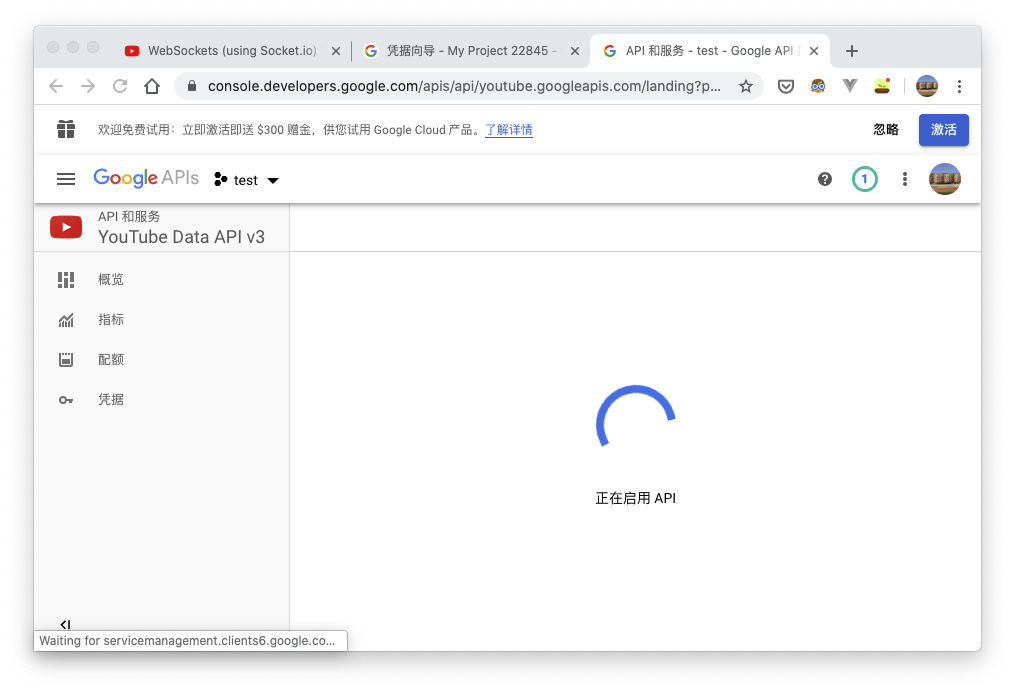 WebSockets (using Socket.io)
凭据向导 - My Project 22845 -
API 和服务 - test - Google API
console.developers.google.com/apis/api/youtube.googleapis.com/landing?p...
欢迎免费试用：立即激活即送 $300 赠金，供您试用 Google Cloud 产品。了解详情
忽略
激活
Google APIs
test
1
API 和服务
YouTube Data API v3
概览
指标
配额
凭据
正在启用 API
Waiting for servicemanagement.clients6.google.co...